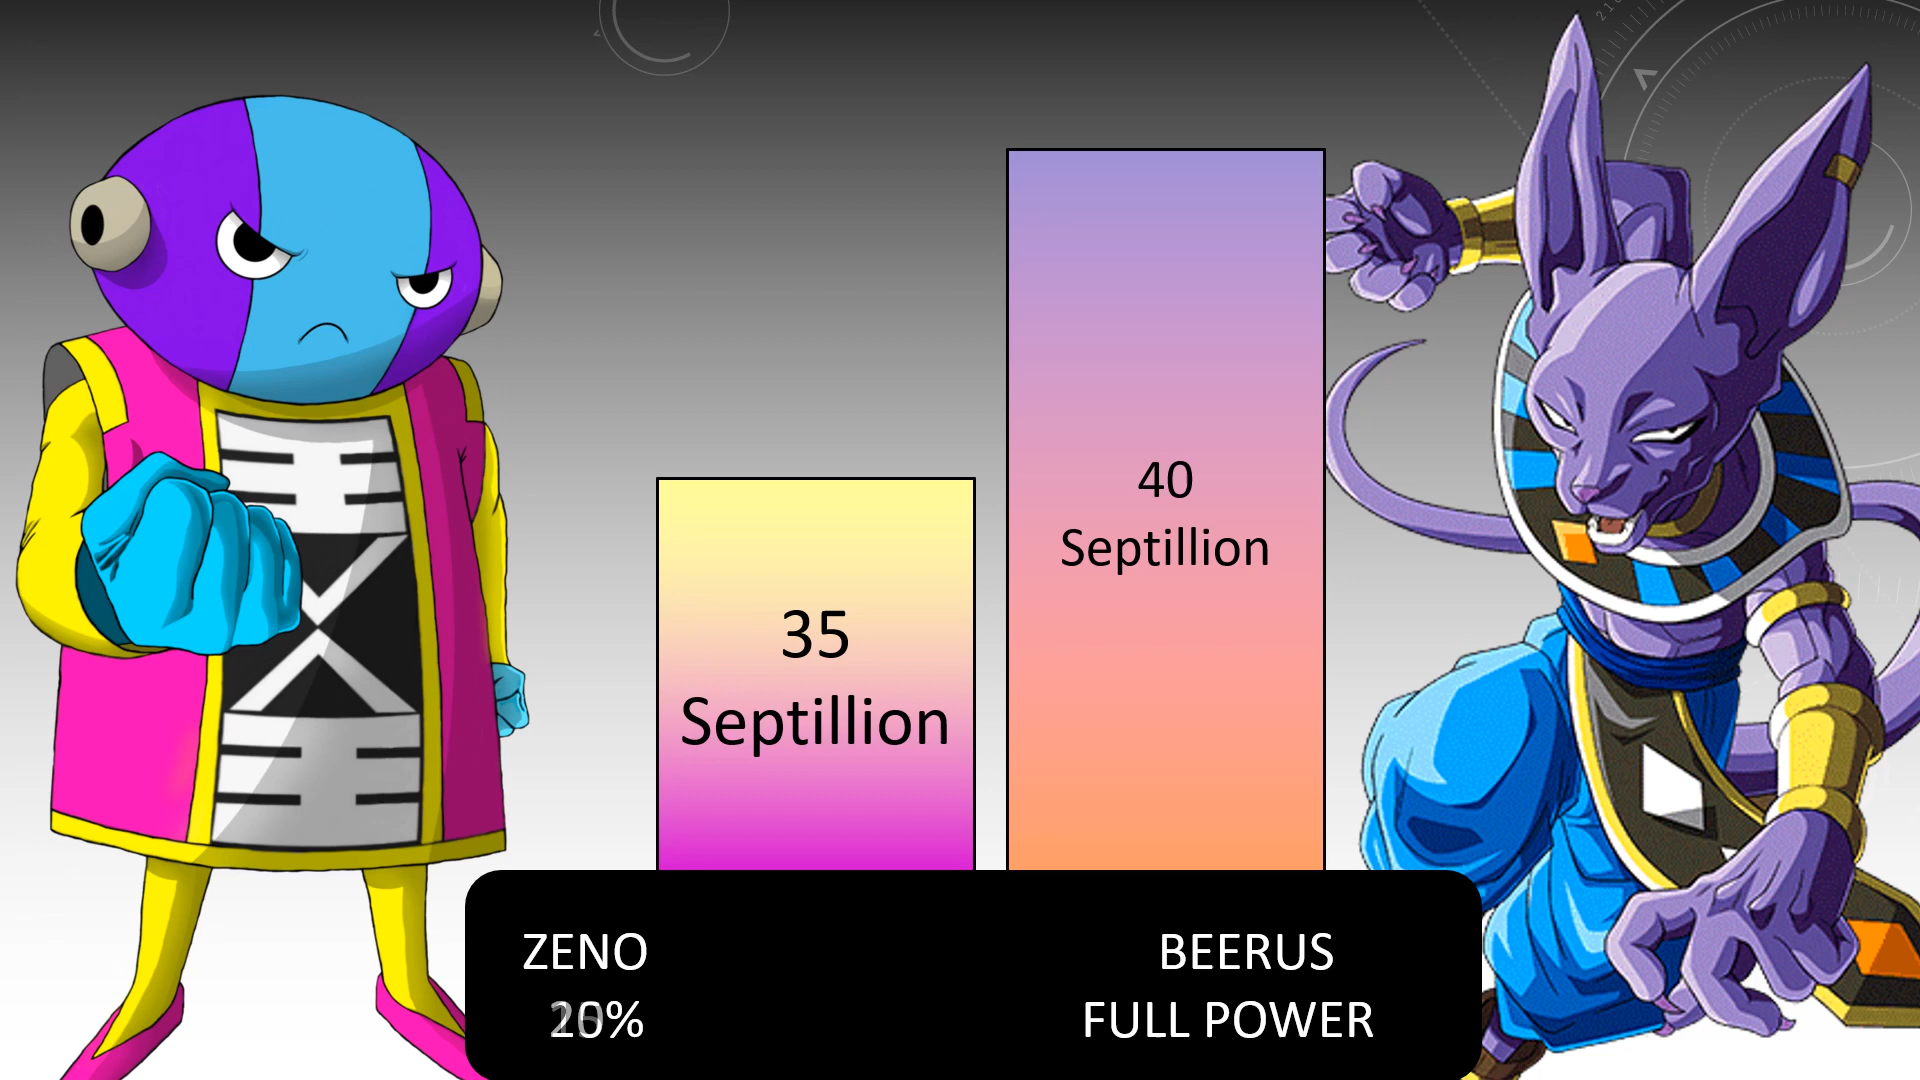 35
Septillion
40
Septillion
ZENO
BEERUS
FULL POWER